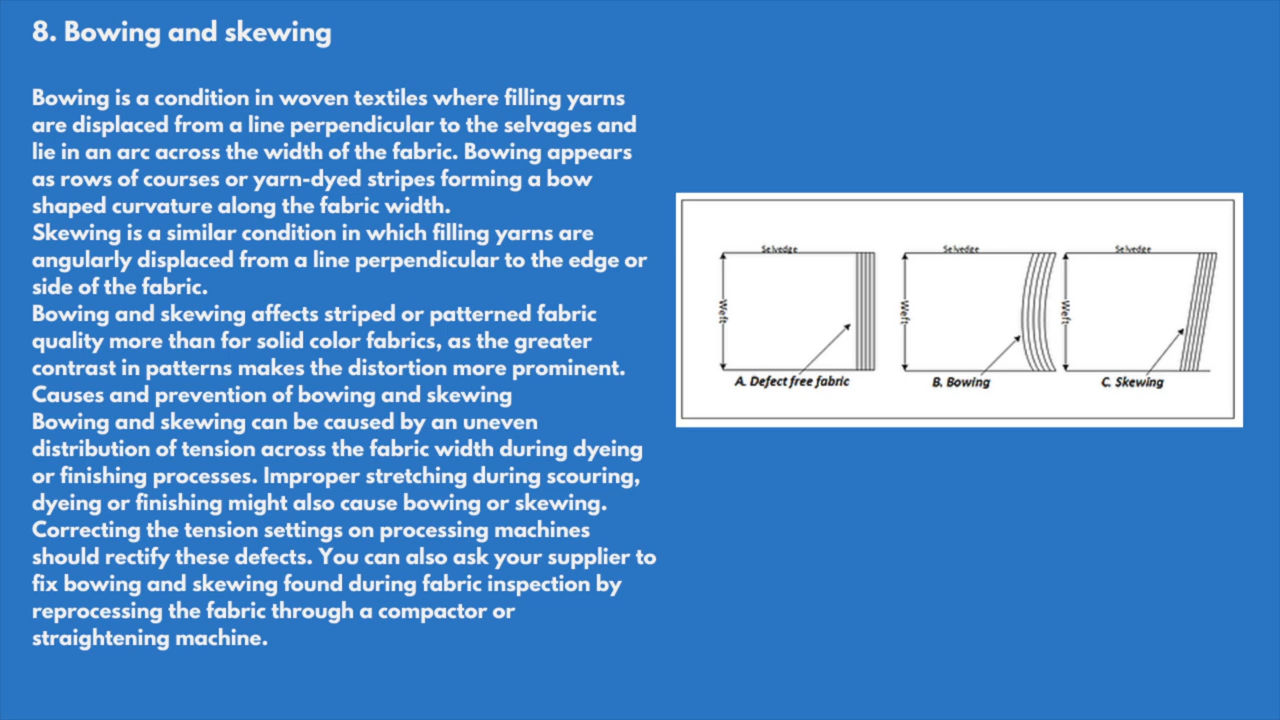 8. Bowing and skewing
Bowing is a condition in woven textiles where filling yarns
are displaced from a line perpendicular to the selvages and
lie in an arc across the width of the fabric. Bowing appears
as rows of courses or yarn-dyed stripes forming a bow
shaped curvature along the fabric width.
Skewing is a similar condition in which filling yarns are
angularly displaced from a line perpendicular to the edge or
side of the fabric.
Bowing and skewing affects striped or patterned fabric
quality more than for solid color fabrics, as the greater
contrast in patterns makes the distortion more prominent.
Causes and prevention of bowing and skewing
Bowing and skewing can be caused by an uneven
distribution of tension across the fabric width during dyeing
or finishing processes. Improper stretching during scouring,
dyeing or finishing might also cause bowing or skewing.
Correcting the tension settings on processing machines
should rectify these defects. You can also ask your supplier to
fix bowing and skewing found during fabric inspection by
reprocessing the fabric through a compactor or
straightening machine.
Selvedge
Weft
A. Defect free fabric
Selvedge
Weft
B. Bowing
Selvedge
Weft
C. Skewing